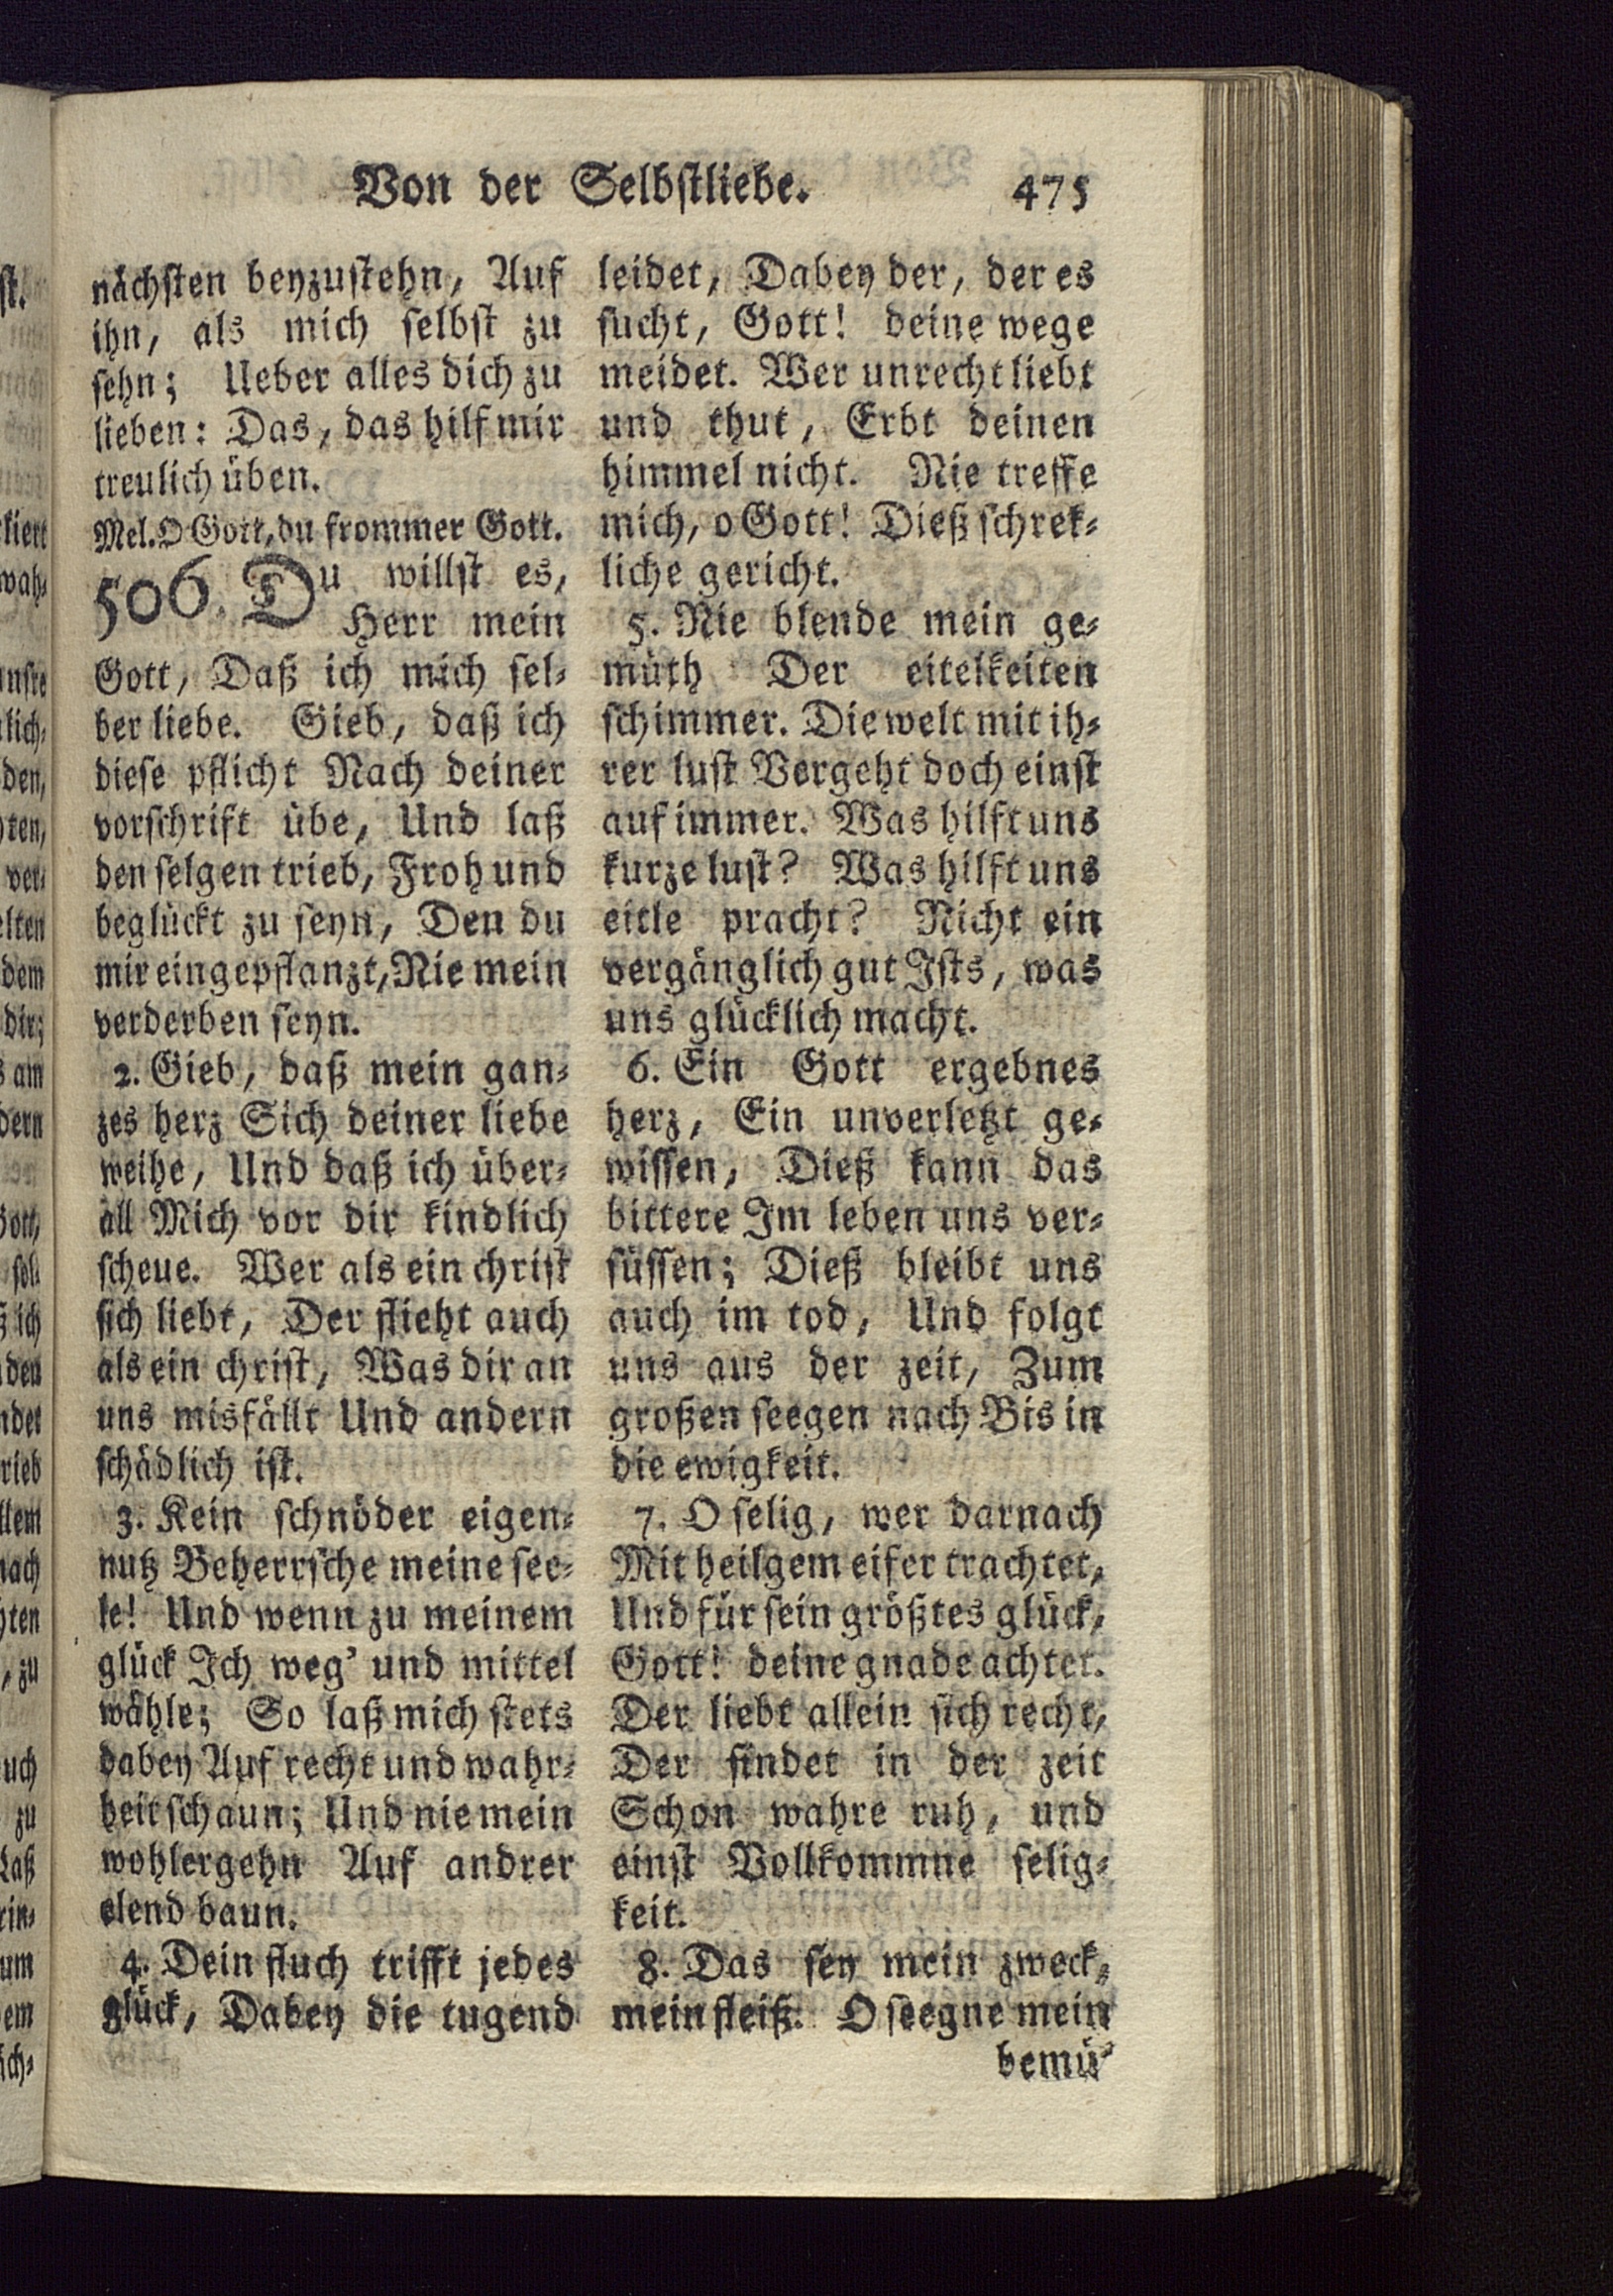 Von der Selbstliebe. 475
nächsten beyzustehn, Auf
ihn, als mich selbst zu
sehn; Ueber alles dich zu
lieben: Das, das hilf mir
treulich üben.
Mel. O Gott, du frommer Gott.
506. Du willst es,
Herr mein
Gott, Daß ich mich sel-
ber liebe. Gieb, daß ich
diese pflicht Nach deiner
vorschrift übe, Und laß
den selgen trieb, Froh und
beglückt zu seyn, Den du
mir eingepflanzt, Nie mein
verderben seyn.
2. Gieb, daß mein gan-
zes herz Sich deiner liebe
weihe, Und daß ich über-
all Mich vor dir kindlich
scheue. Wer als ein christ
sich liebt, Der flieht auch
als ein christ, Was dir an
uns misfällt Und andern
schädlich ist.
3. Kein schnöder eigen-
nutz Beherrsche meine see-
le! Und wenn zu meinem
glück Ich weg' und mittel
wähle; So laß mich stets
dabey Auf recht und wahr-
heit schaun; Und nie mein
wohlergehn Auf andrer
elend baun.
4. Dein fluch trifft jedes
glück, Dabey die tugend
leidet, Dabey der, der es
sucht, Gott! deine wege
meidet. Wer unrecht liebt
und thut, Erbt deinen
himmel nicht. Nie treffe
mich, o Gott! Dieß schrek-
liche gericht.
5. Nie blende mein ge-
müth Der eitelkeiten
schimmer. Die welt mit ih-
rer lust Vergeht doch einst
auf immer. Was hilft uns
kurze lust? Was hilft uns
eitle pracht? Nicht ein
vergänglich gut Ists, was
uns glücklich macht.
6. Ein Gott ergebnes
herz, Ein unverletzt ge-
wissen, Dieß kann das
bittere Im leben uns ver-
süssen; Dieß bleibt uns
auch im tod, Und folgt
uns aus der zeit, Zum
großen seegen nach Bis in
die ewigkeit.
7. O selig, wer darnach
Mit heilgem eifer trachtet,
Und für sein größtes glück,
Gott! deine gnade achtet.
Der liebt allein sich recht,
Der findet in der zeit
Schon wahre ruh, und
einst Vollkommne selig-
keit.
8. Das sey mein zweck,
mein fleiß. O seegne mein
bemü-